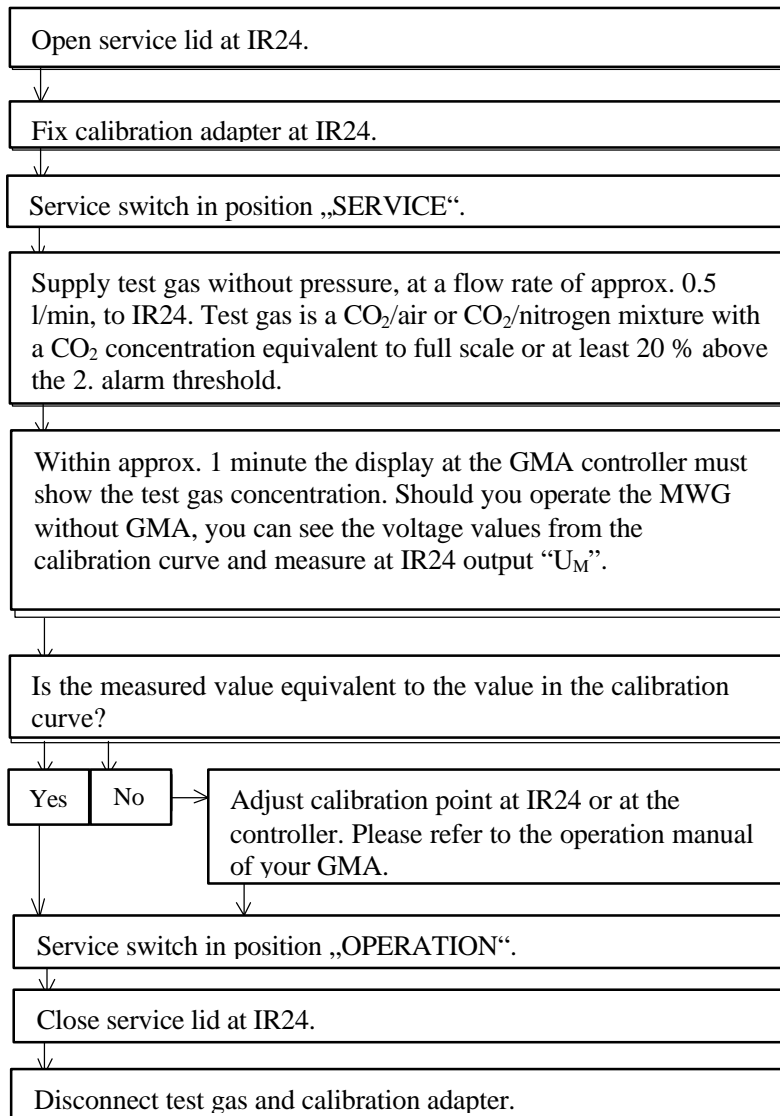 Open service lid at IR24.
Fix calibration adapter at IR24.
Service switch in position „SERVICE“.
Supply test gas without pressure, at a flow rate of approx. 0.5
l/min, to IR24. Test gas is a CO₂/air or CO₂/nitrogen mixture with
a CO₂ concentration equivalent to full scale or at least 20 % above
the 2. alarm threshold.
Within approx. 1 minute the display at the GMA controller must
show the test gas concentration. Should you operate the MWG
without GMA, you can see the voltage values from the
calibration curve and measure at IR24 output “U_M”.
Is the measured value equivalent to the value in the calibration
curve?
Yes
No
Adjust calibration point at IR24 or at the
controller. Please refer to the operation manual
of your GMA.
Service switch in position „OPERATION“.
Close service lid at IR24.
Disconnect test gas and calibration adapter.